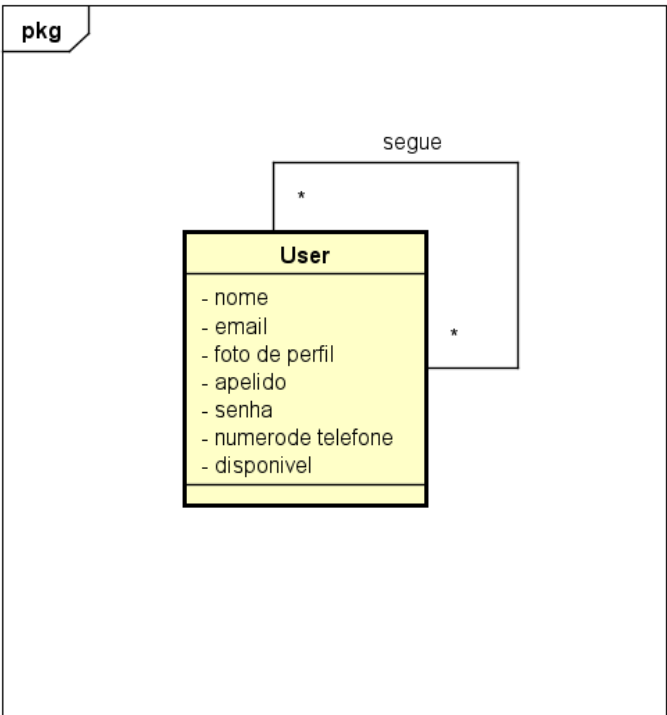 pkg
segue
*
User
- nome
- email
- foto de perfil
*
- apelido
- senha
- numerode telefone
- disponivel